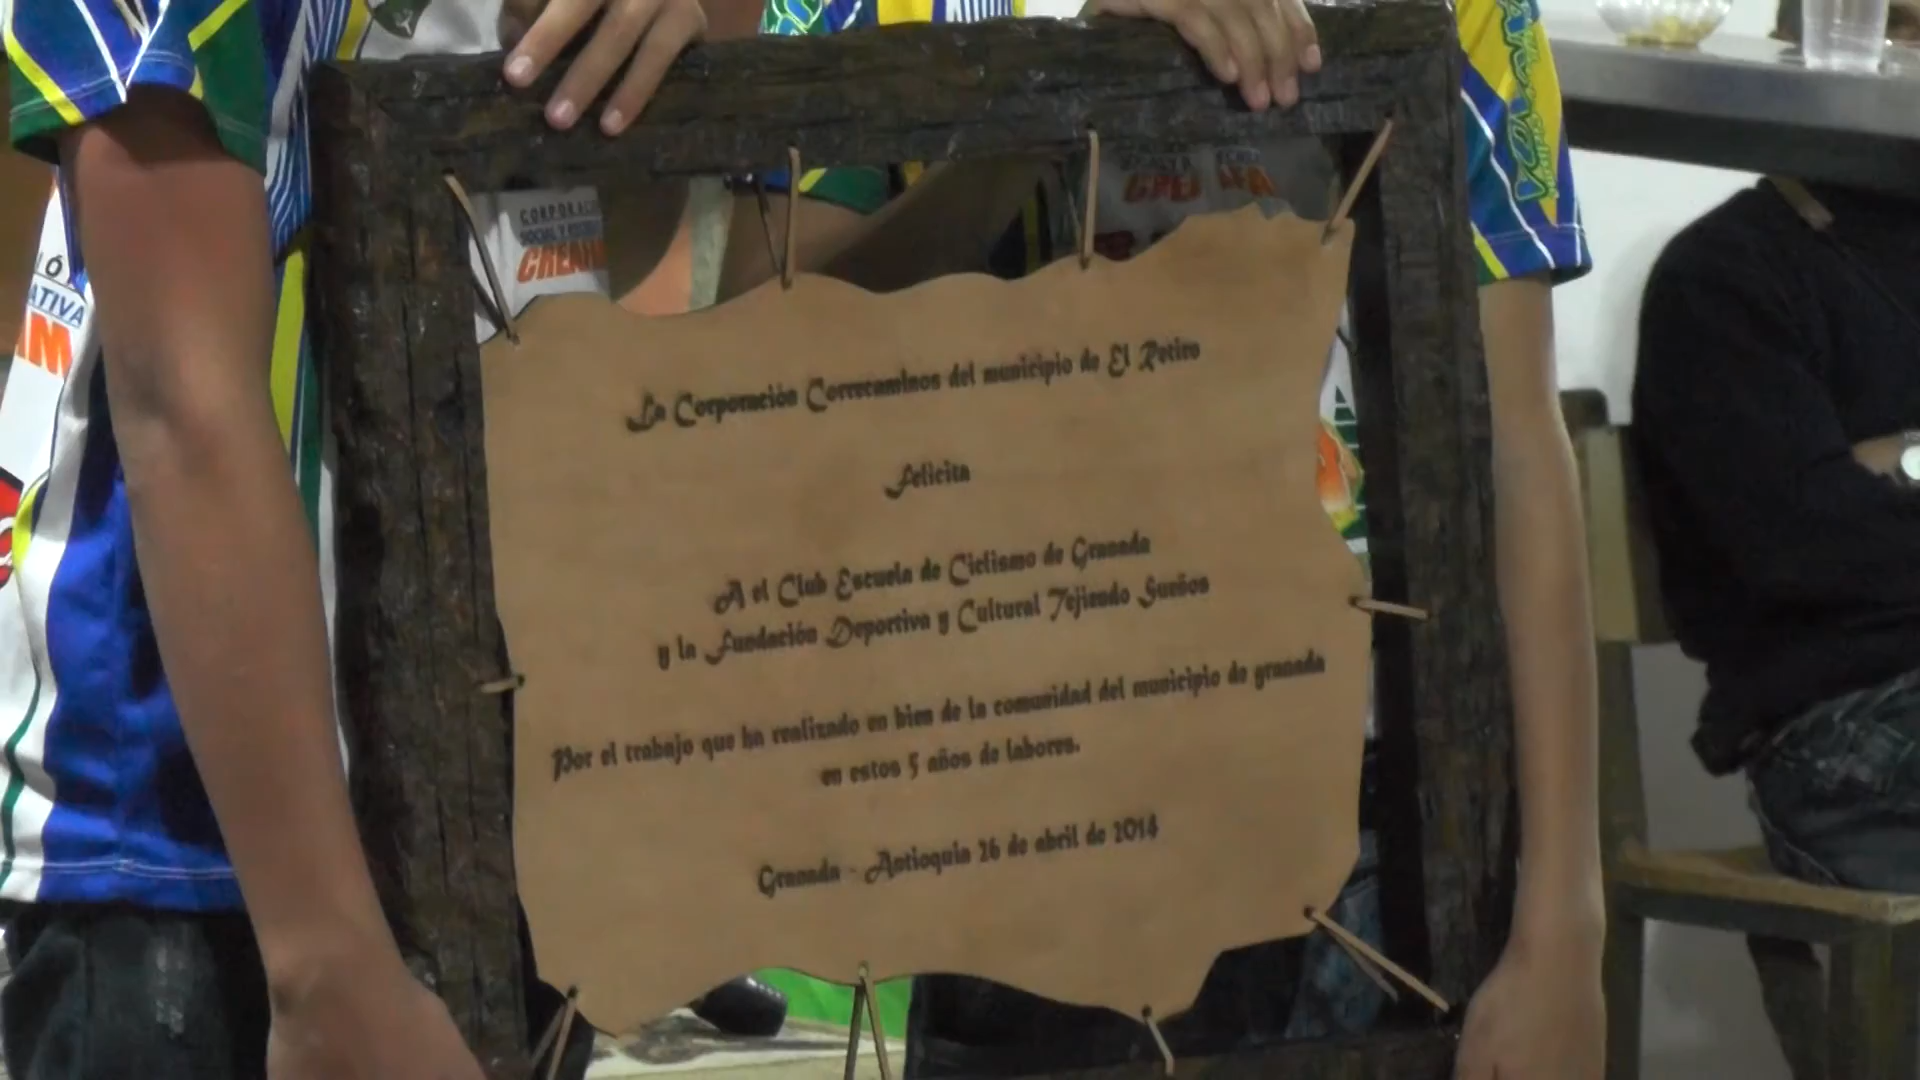 La Corporación Correcaminos del municipio de El Retiro
Felicita
A el Club Escuela de Ciclismo de Granada
y la Fundación Deportiva y Cultural Tejiendo Sueños
Por el trabajo que ha realizado en bien de la comunidad del municipio de granada
en estos 5 años de labores.
Granada - Antioquia 26 de abril de 2014